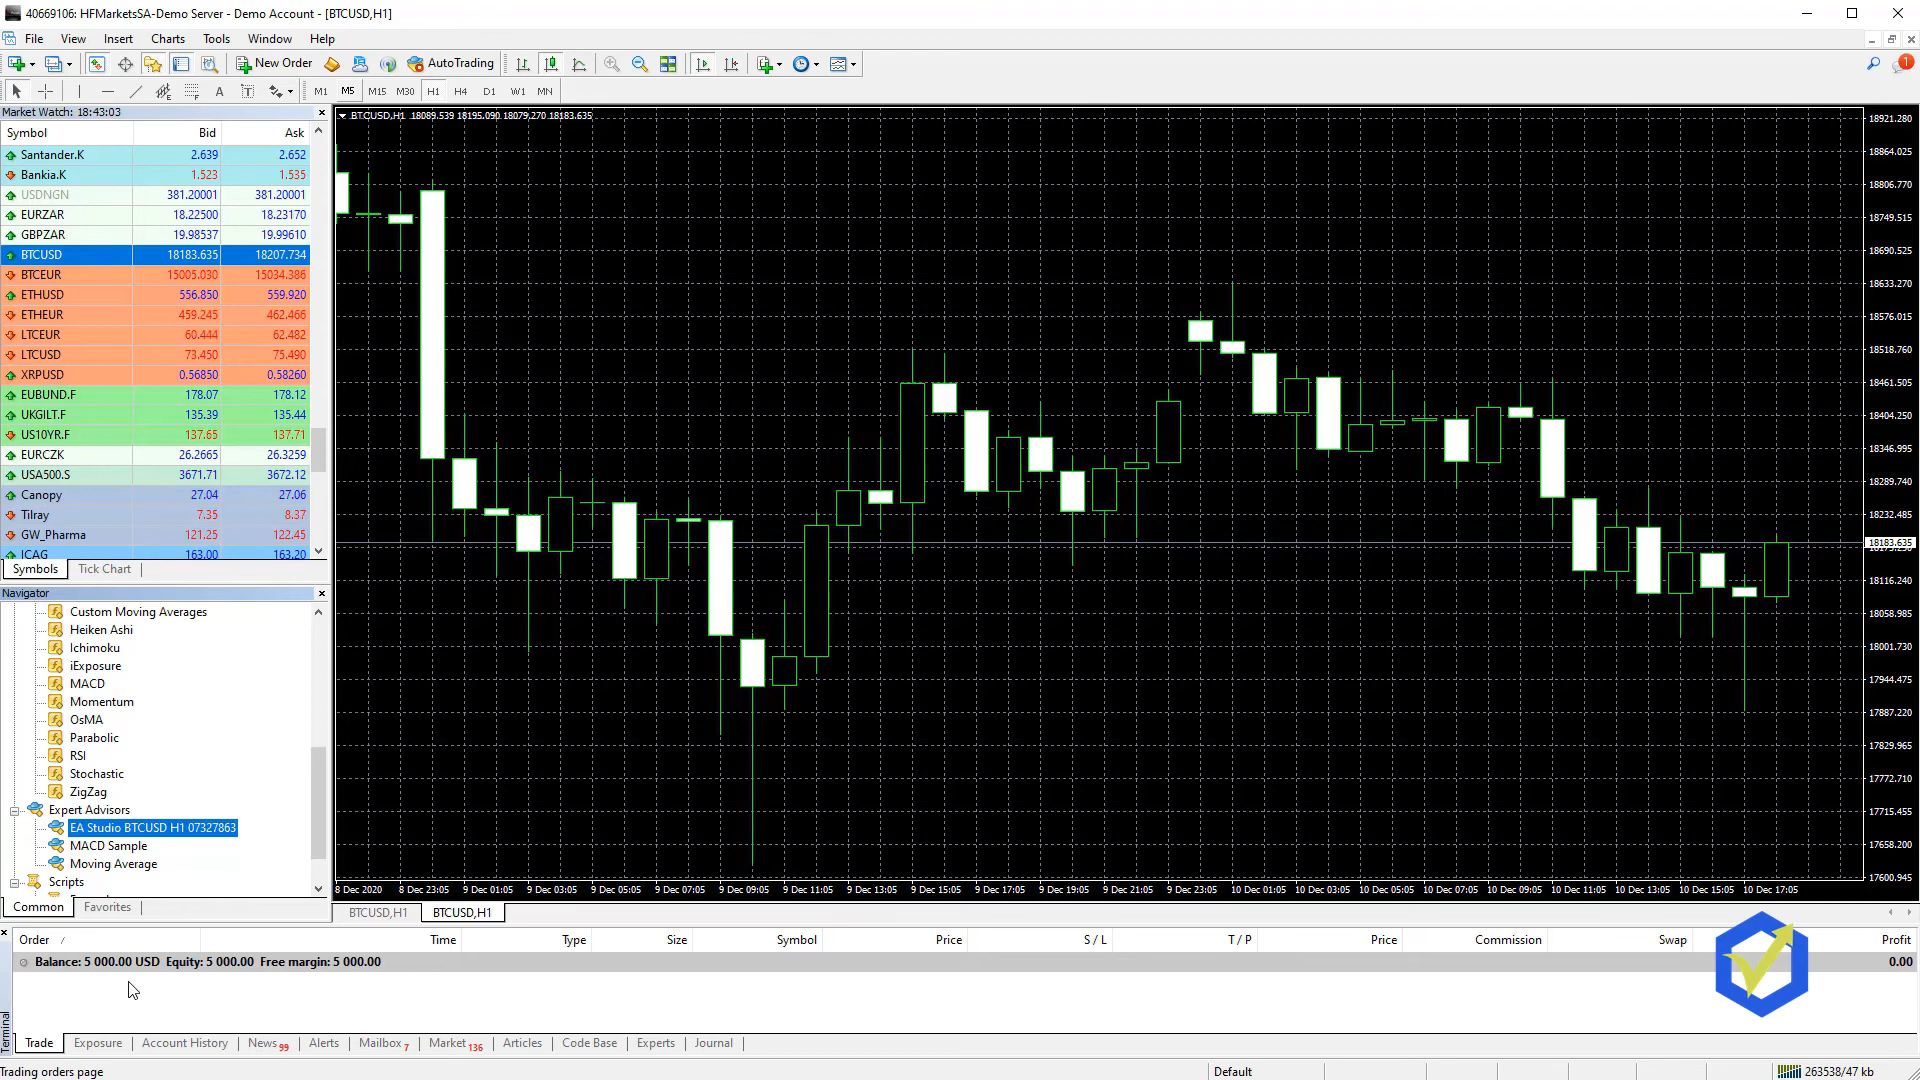 40669106: HFMarketsSA-Demo Server - Demo Account - [BTCUSD,H1]
File View Insert Charts Tools Window Help
New Order AutoTrading 1
A T M1 M5 M15 M30 H1 H4 D1 W1 MN
Market Watch: 18:43:03
Symbol Bid Ask
Santander.K 2.639 2.652
Bankia.K 1.523 1.535
USDNGN 381.20001 381.20001
EURZAR 18.22500 18.23170
GBPZAR 19.98537 19.99610
BTCUSD 18183.635 18207.734
BTCEUR 15005.030 15034.386
ETHUSD 556.850 559.920
ETHEUR 459.245 462.466
LTCEUR 60.444 62.482
LTCUSD 73.450 75.490
XRPUSD 0.56850 0.58260
EUBUND.F 178.07 178.12
UKGILT.F 135.39 135.44
US10YR.F 137.65 137.71
EURCZK 26.2665 26.3259
USA500.S 3671.71 3672.12
Canopy 27.04 27.06
Tilray 7.35 8.37
GW_Pharma 121.25 122.45
ICAG 163.00 163.20
Symbols Tick Chart
Navigator
Custom Moving Averages
Heiken Ashi
Ichimoku
iExposure
MACD
Momentum
OsMA
Parabolic
RSI
Stochastic
ZigZag
Expert Advisors
EA Studio BTCUSD H1 07327863
MACD Sample
Moving Average
Scripts
Common Favorites
BTCUSD,H1 18089.539 18195.090 18079.270 18183.635
18921.280
18864.025
18806.770
18749.515
18690.525
18633.270
18576.015
18518.760
18461.505
18404.250
18346.995
18289.740
18232.485
18183.635
18116.240
18058.985
18001.730
17944.475
17887.220
17829.965
17772.710
17715.455
17658.200
17600.945
8 Dec 2020 8 Dec 23:05 9 Dec 01:05 9 Dec 03:05 9 Dec 05:05 9 Dec 07:05 9 Dec 09:05 9 Dec 11:05 9 Dec 13:05 9 Dec 15:05 9 Dec 17:05 9 Dec 19:05 9 Dec 21:05 9 Dec 23:05 10 Dec 01:05 10 Dec 03:05 10 Dec 05:05 10 Dec 07:05 10 Dec 09:05 10 Dec 11:05 10 Dec 13:05 10 Dec 15:05 10 Dec 17:05
BTCUSD,H1 BTCUSD,H1
Order / Time Type Size Symbol Price S / L T / P Price Commission Swap Profit
Balance: 5 000.00 USD Equity: 5 000.00 Free margin: 5 000.00 0.00
Terminal
Trade Exposure Account History News 99 Alerts Mailbox 7 Market 136 Articles Code Base Experts Journal
Trading orders page Default 263538/47 kb